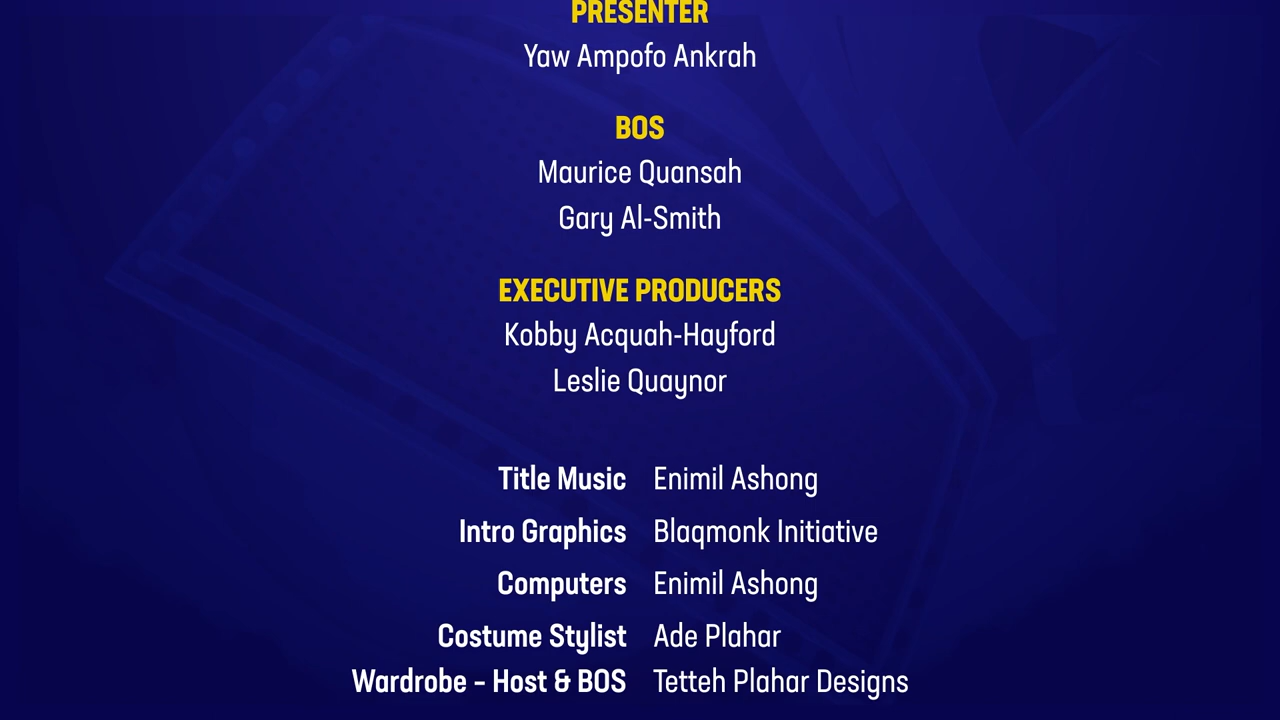 PRESENTER
Yaw Ampofo Ankrah
BOS
Maurice Quansah
Gary Al-Smith
EXECUTIVE PRODUCERS
Kobby Acquah-Hayford
Leslie Quaynor
Title Music Enimil Ashong
Intro Graphics Blaqmonk Initiative
Computers Enimil Ashong
Costume Stylist Ade Plahar
Wardrobe - Host & BOS Tetteh Plahar Designs